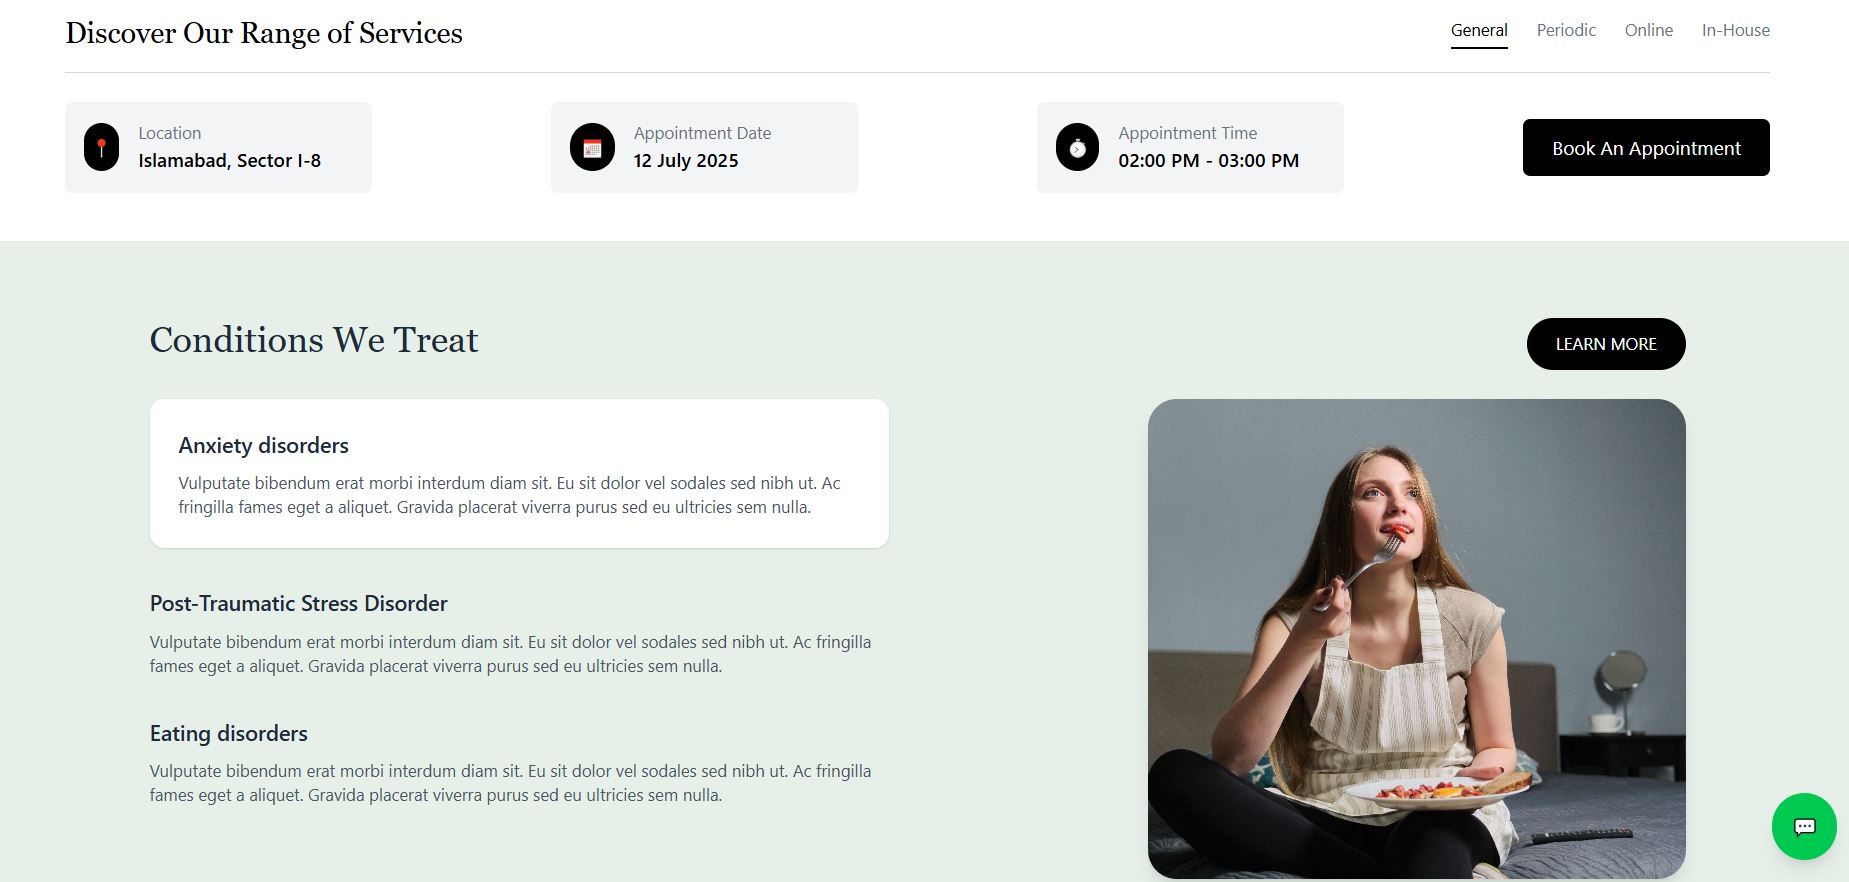 Discover Our Range of Services
General Periodic Online In-House
Location
Islamabad, Sector I-8
Appointment Date
12 July 2025
Appointment Time
02:00 PM - 03:00 PM
Book An Appointment
Conditions We Treat
LEARN MORE
Anxiety disorders
Vulputate bibendum erat morbi interdum diam sit. Eu sit dolor vel sodales sed nibh ut. Ac
fringilla fames eget a aliquet. Gravida placerat viverra purus sed eu ultricies sem nulla.
Post-Traumatic Stress Disorder
Vulputate bibendum erat morbi interdum diam sit. Eu sit dolor vel sodales sed nibh ut. Ac fringilla
fames eget a aliquet. Gravida placerat viverra purus sed eu ultricies sem nulla.
Eating disorders
Vulputate bibendum erat morbi interdum diam sit. Eu sit dolor vel sodales sed nibh ut. Ac fringilla
fames eget a aliquet. Gravida placerat viverra purus sed eu ultricies sem nulla.